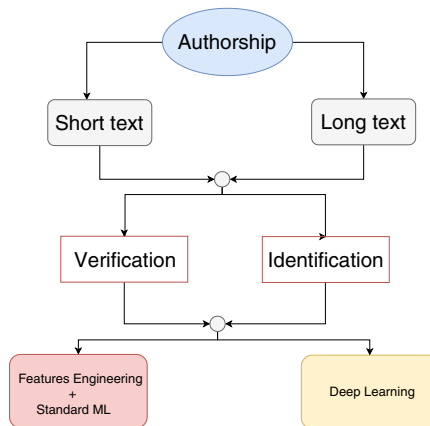 Authorship
Short text
Long text
Verification
Identification
Features Engineering
+
Standard ML
Deep Learning